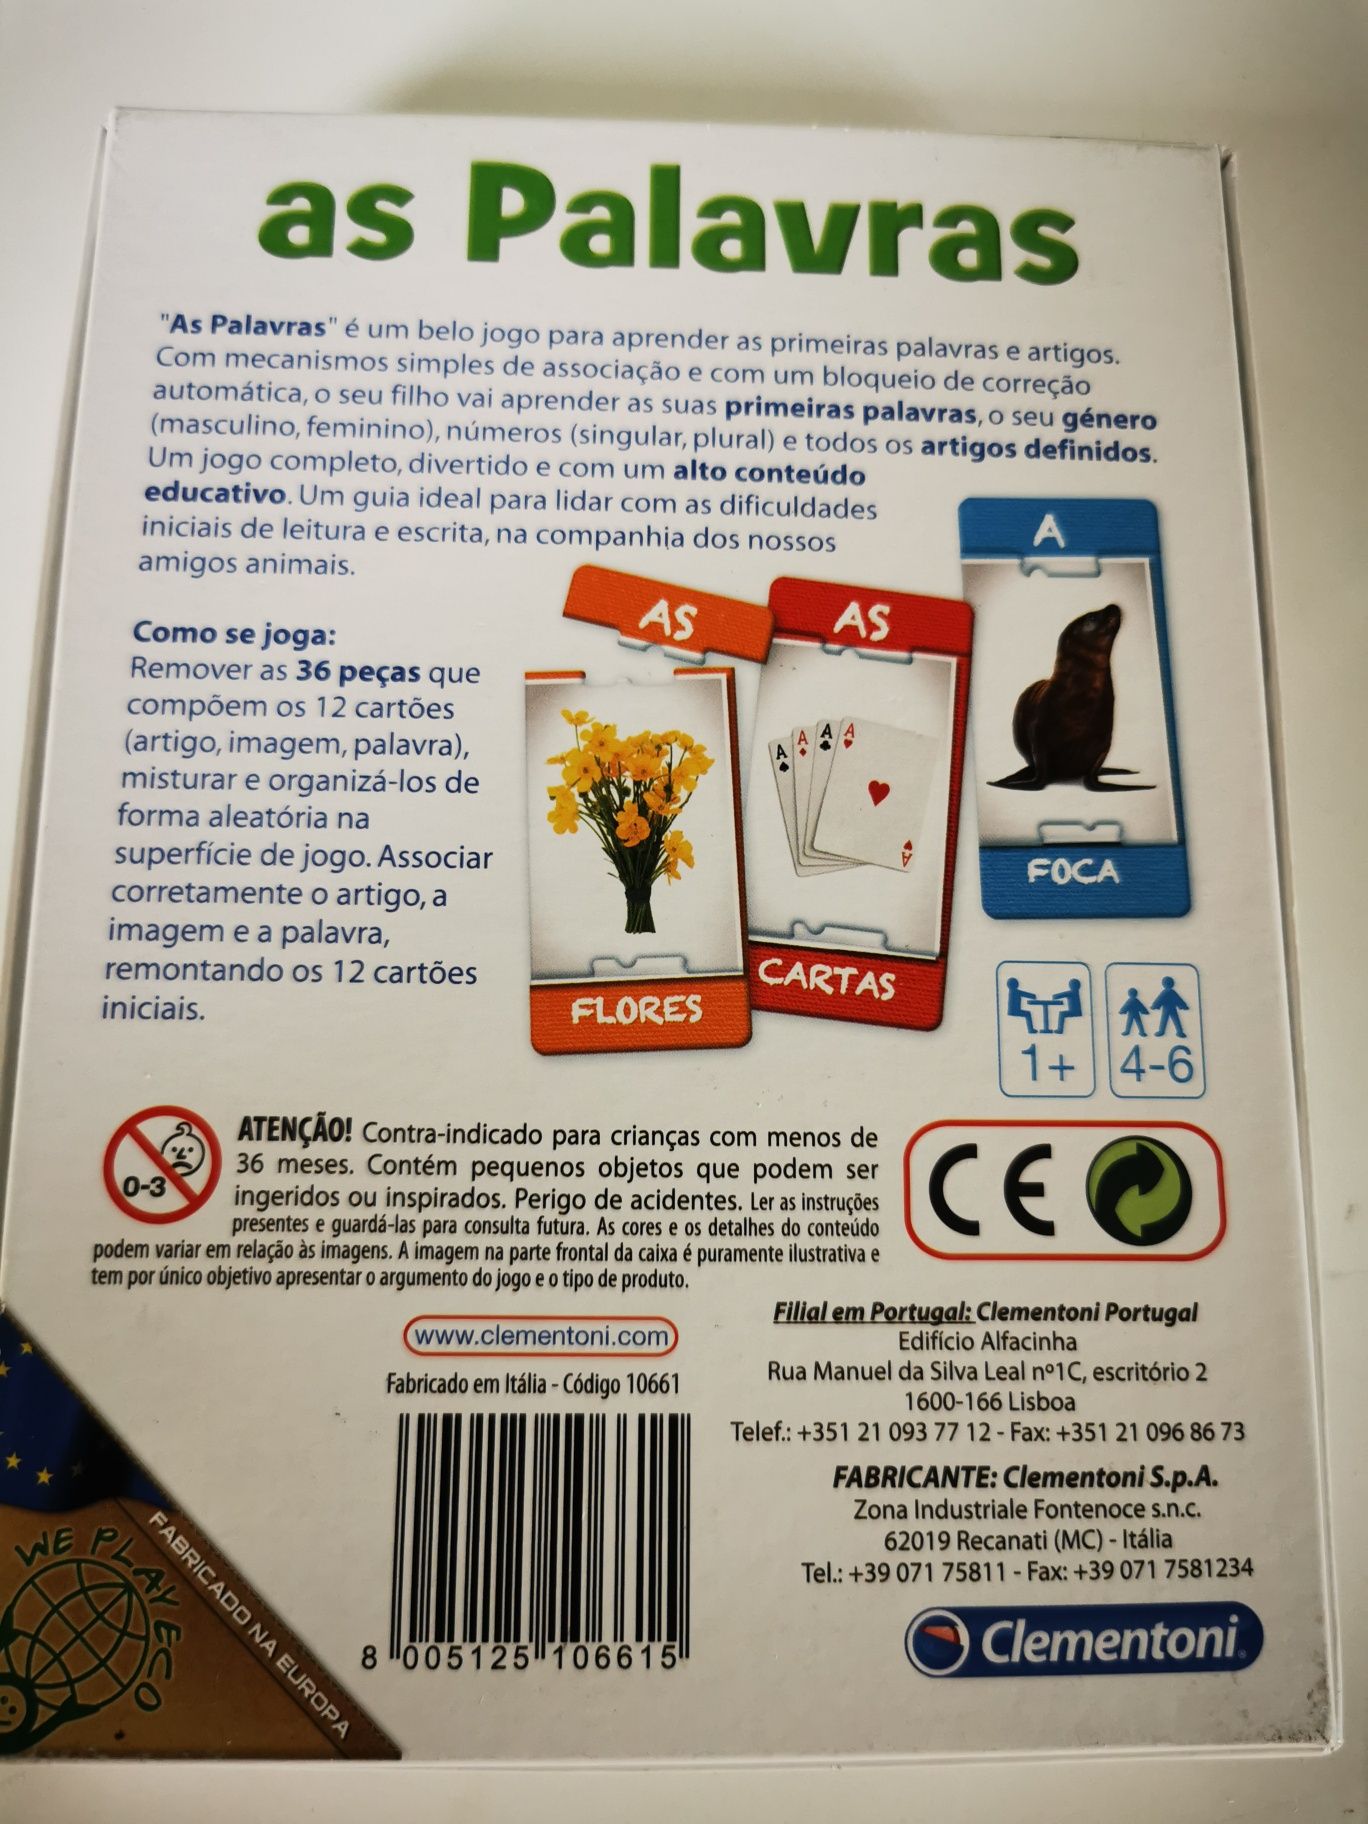 as Palavras
"As Palavras" é um belo jogo para aprender as primeiras palavras e artigos.
Com mecanismos simples de associação e com um bloqueio de correção
automática, o seu filho vai aprender as suas primeiras palavras, o seu género
(masculino, feminino), números (singular, plural) e todos os artigos definidos.
Um jogo completo, divertido e com um alto conteúdo
educativo. Um guia ideal para lidar com as dificuldades
iniciais de leitura e escrita, na companhia dos nossos
amigos animais.
Como se joga:
Remover as 36 peças que
compõem os 12 cartões
(artigo, imagem, palavra),
misturar e organizá-los de
forma aleatória na
superfície de jogo. Associar
corretamente o artigo, a
imagem e a palavra,
remontando os 12 cartões
iniciais.
AS
FLORES
AS
A
A
A
A
A
CARTAS
A
FOCA
1+
4-6
0-3
ATENÇÃO! Contra-indicado para crianças com menos de
36 meses. Contém pequenos objetos que podem ser
ingeridos ou inspirados. Perigo de acidentes. Ler as instruções
presentes e guardá-las para consulta futura. As cores e os detalhes do conteúdo
podem variar em relação às imagens. A imagem na parte frontal da caixa é puramente ilustrativa e
tem por único objetivo apresentar o argumento do jogo e o tipo de produto.
CE
www.clementoni.com
Fabricado em Itália - Código 10661
8 005125 106615
Filial em Portugal: Clementoni Portugal
Edifício Alfacinha
Rua Manuel da Silva Leal nº1C, escritório 2
1600-166 Lisboa
Telef.: +351 21 093 77 12 - Fax: +351 21 096 86 73
FABRICANTE: Clementoni S.p.A.
Zona Industriale Fontenoce s.n.c.
62019 Recanati (MC) - Itália
Tel.: +39 071 75811 - Fax: +39 071 7581234
Clementoni
WE PLAY ECO
FABRICADO NA EUROPA